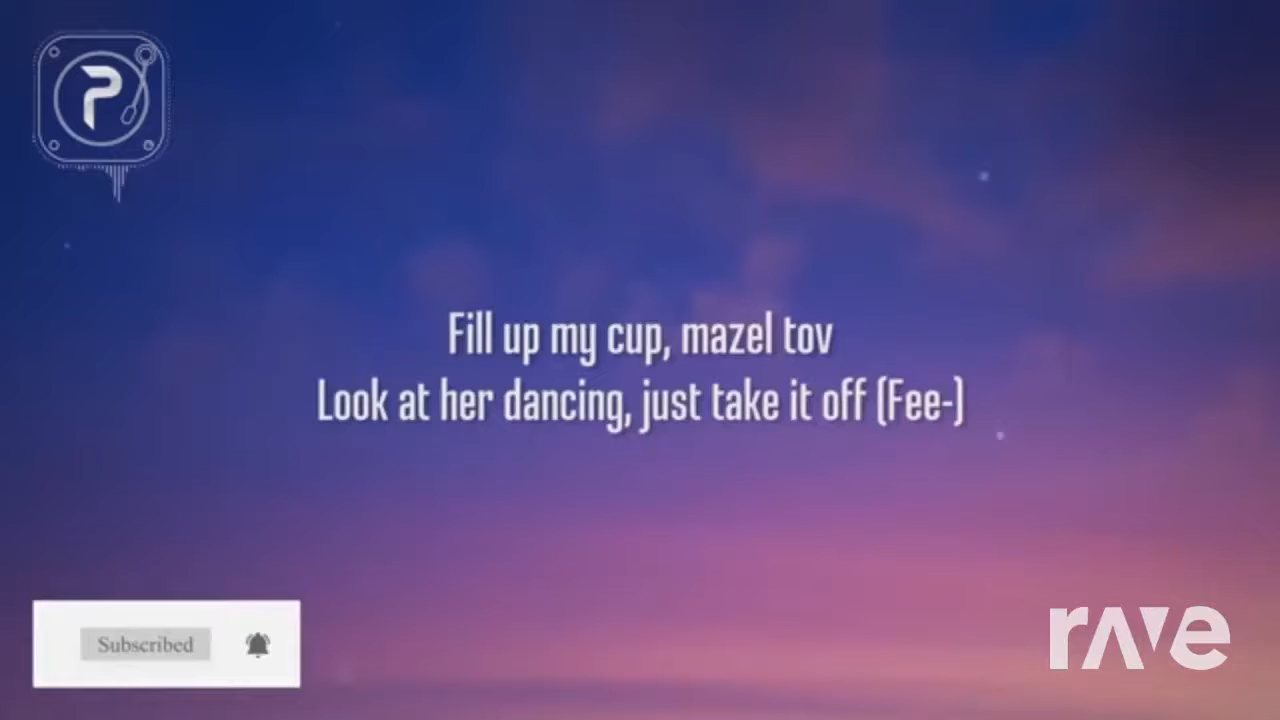 P
Fill up my cup, mazel tov
Look at her dancing, just take it off (Fee-)
Subscribed
rave